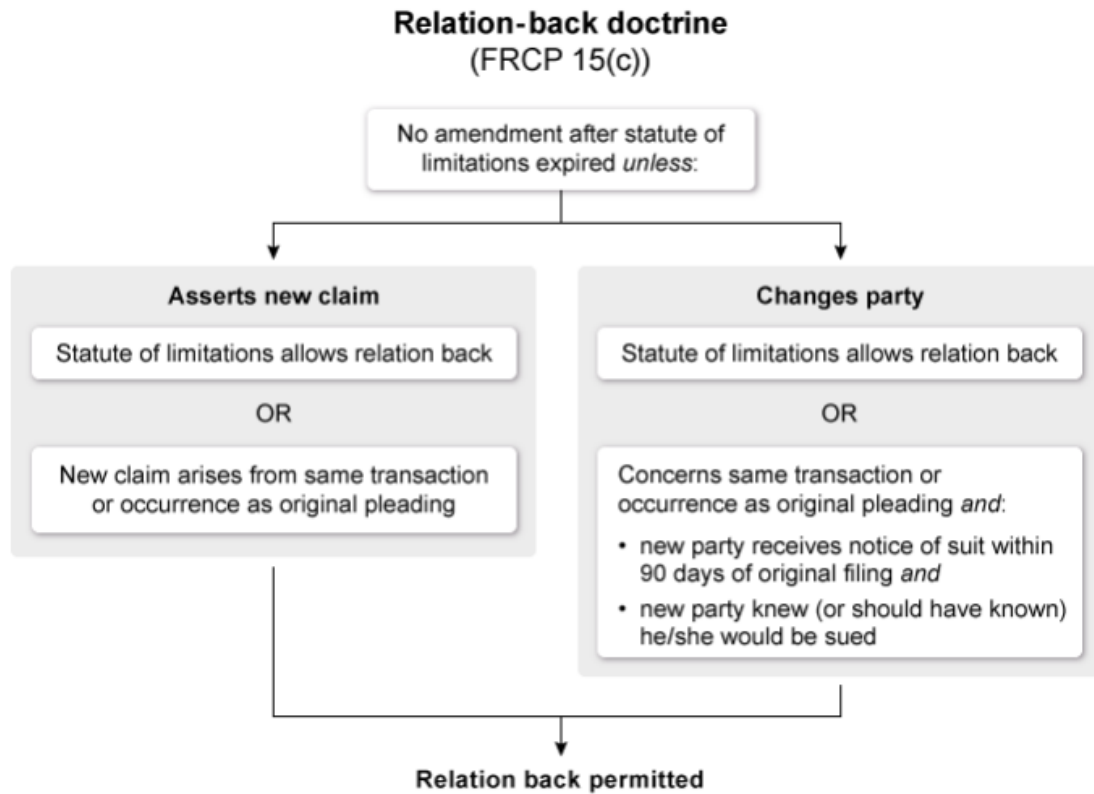 Relation-back doctrine
(FRCP 15(c))
No amendment after statute of
limitations expired unless:
Asserts new claim
Statute of limitations allows relation back
OR
New claim arises from same transaction
or occurrence as original pleading
Changes party
Statute of limitations allows relation back
OR
Concerns same transaction or
occurrence as original pleading and:
• new party receives notice of suit within
90 days of original filing and
• new party knew (or should have known)
he/she would be sued
Relation back permitted